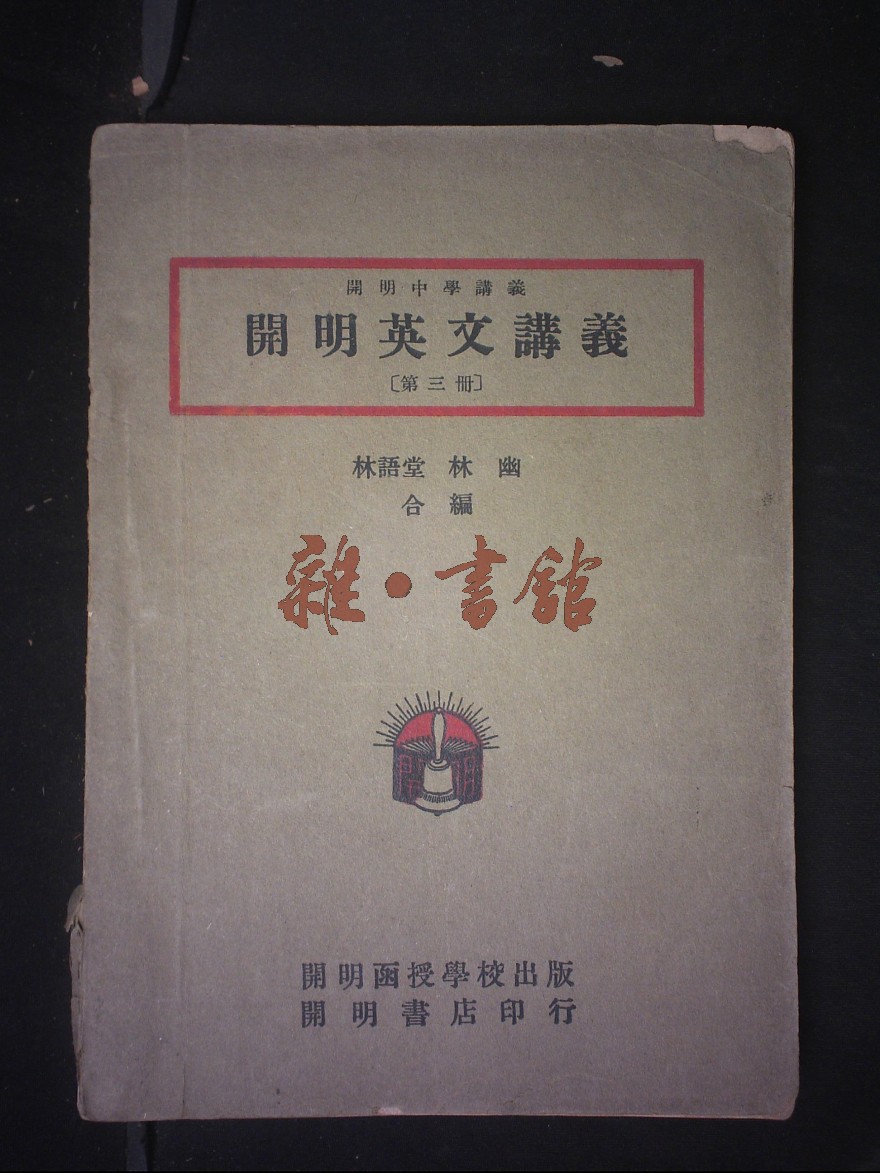 開明中學講義
開明英文講義
〔第三冊〕
林語堂 林幽
合編
雜·書館
開明
開明函授學校出版
開明書店印行